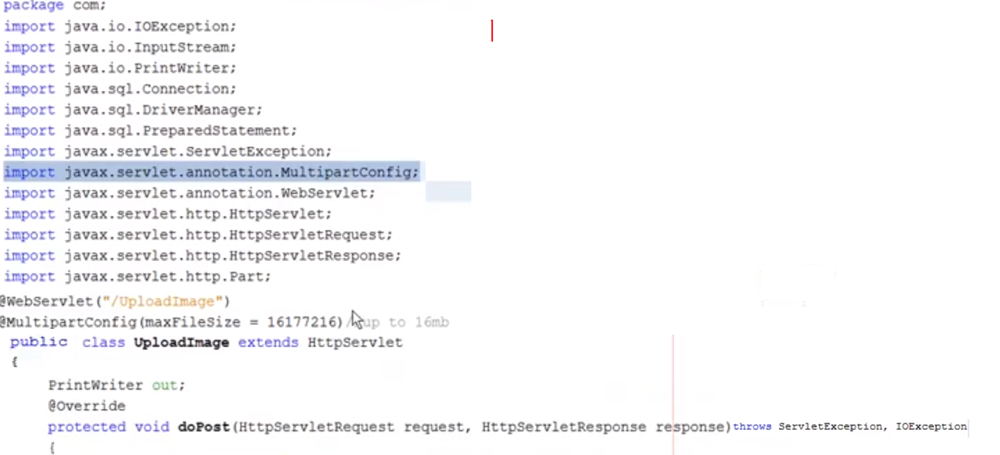 package com;
import java.io.IOException;
import java.io.InputStream;
import java.io.PrintWriter;
import java.sql.Connection;
import java.sql.DriverManager;
import java.sql.PreparedStatement;
import javax.servlet.ServletException;
import javax.servlet.annotation.MultipartConfig;
import javax.servlet.annotation.WebServlet;
import javax.servlet.http.HttpServlet;
import javax.servlet.http.HttpServletRequest;
import javax.servlet.http.HttpServletResponse;
import javax.servlet.http.Part;
@WebServlet("/UploadImage")
@MultipartConfig(maxFileSize = 16177216) up to 16mb
public class UploadImage extends HttpServlet
{
PrintWriter out;
@Override
protected void doPost(HttpServletRequest request, HttpServletResponse response)throws ServletException, IOException
{